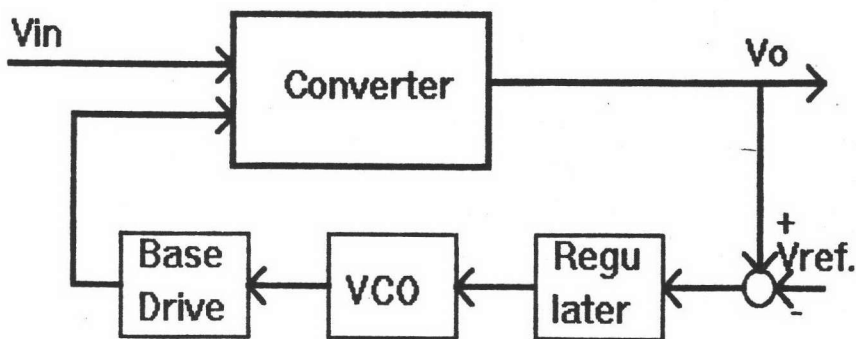 Vin
Converter
Vo
+
Vref.
-
Base
Drive
VCO
Regu
later